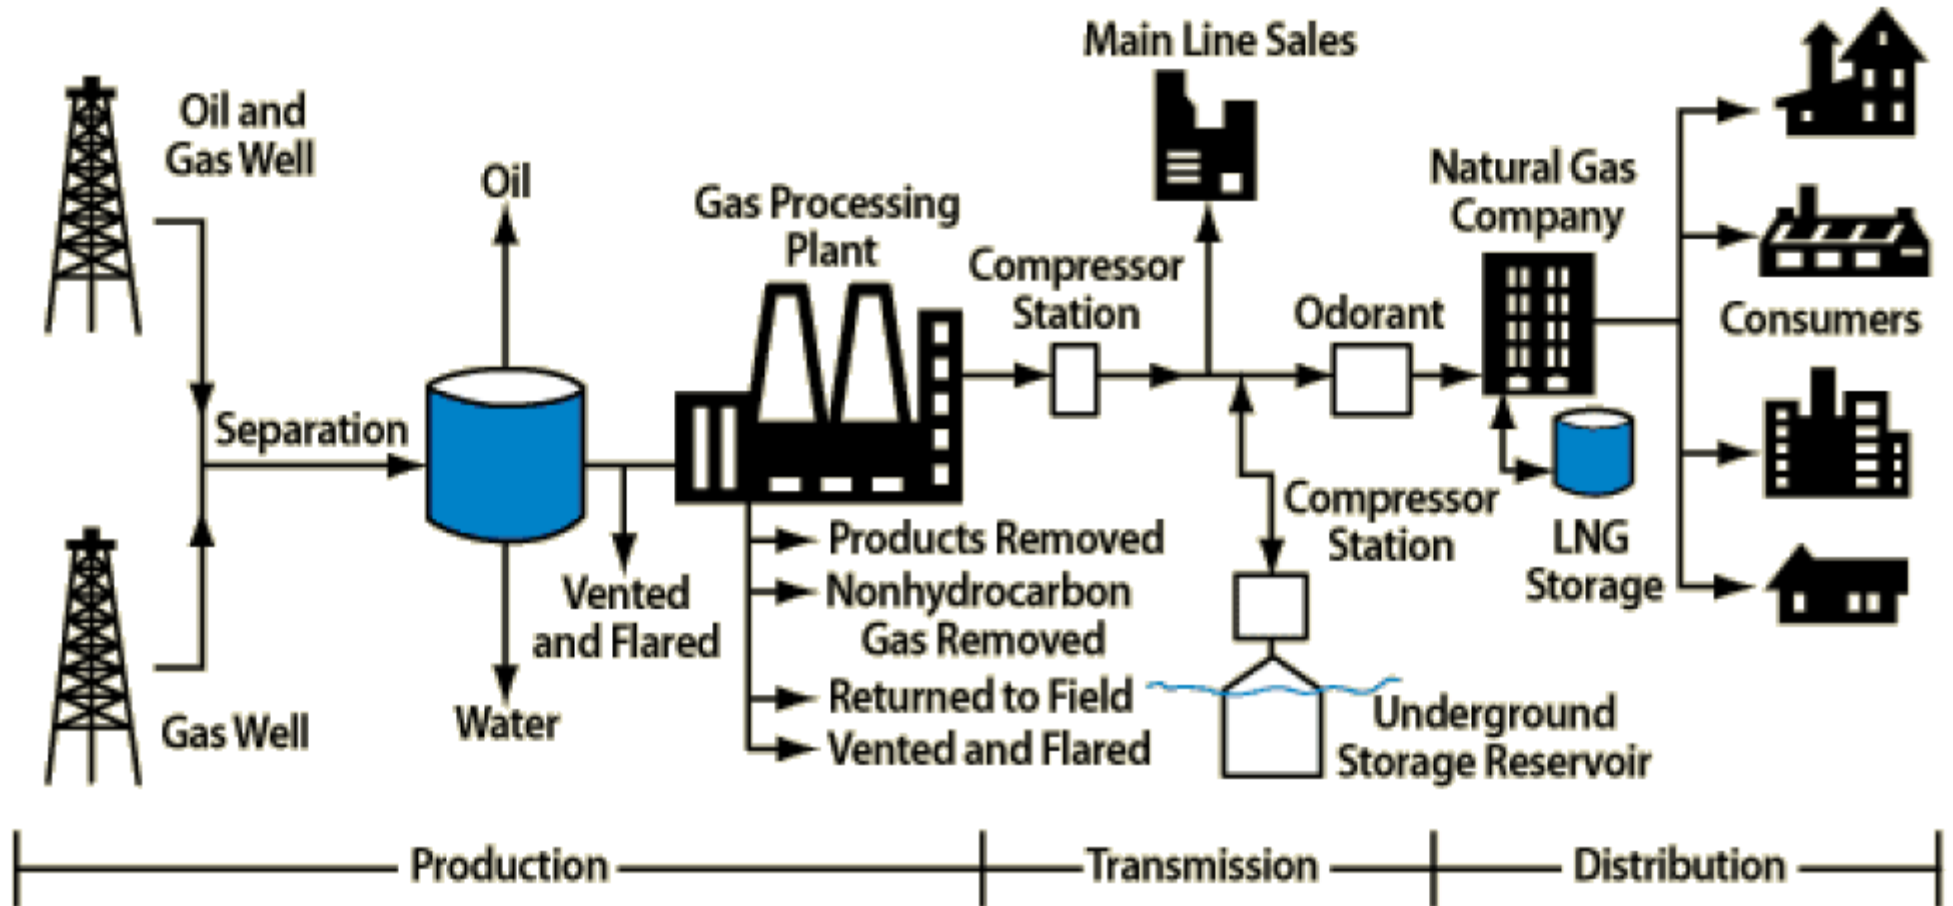 Oil and
Gas Well
Gas Well
Separation
Oil
Water
Vented
and Flared
Gas Processing
Plant
Products Removed
Nonhydrocarbon
Gas Removed
Returned to Field
Vented and Flared
Compressor
Station
Main Line Sales
Compressor
Station
Underground
Storage Reservoir
Odorant
Natural Gas
Company
LNG
Storage
Consumers
Production
Transmission
Distribution